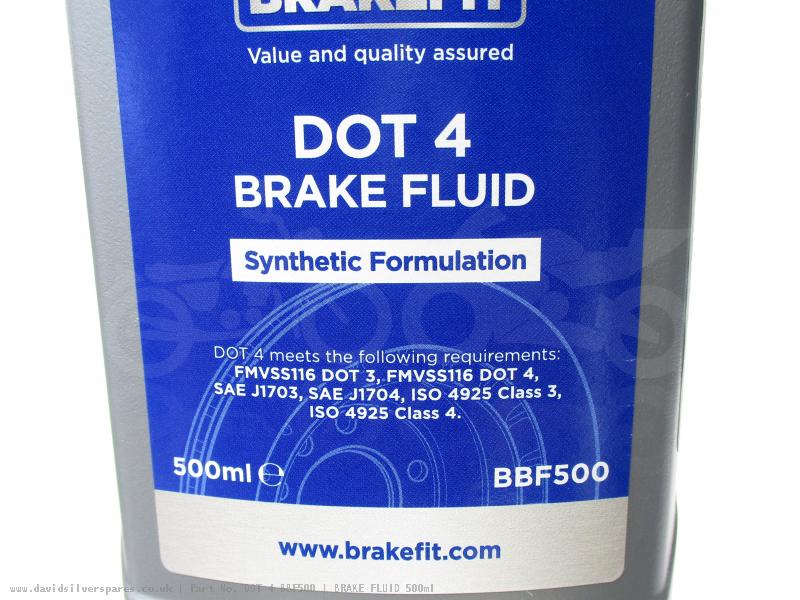 BRAKEFIT
Value and quality assured
DOT 4
BRAKE FLUID
Synthetic Formulation
DOT 4 meets the following requirements:
FMVSS116 DOT 3, FMVSS116 DOT 4,
SAE J1703, SAE J1704, ISO 4925 Class 3,
ISO 4925 Class 4.
500ml ℮
BBF500
www.brakefit.com
www.davidsilverspares.co.uk | Part No. DOT 4 BBF500 | BRAKE FLUID 500ml